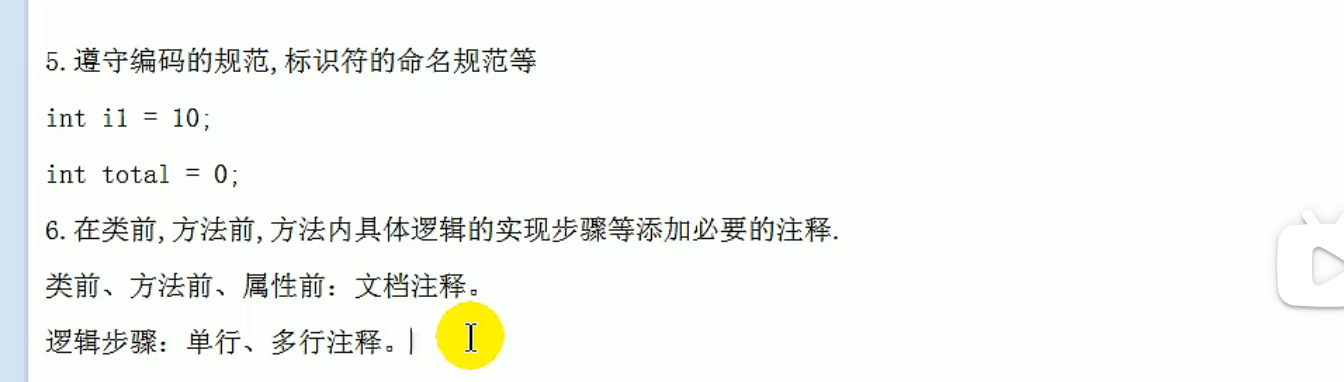 5.遵守编码的规范,标识符的命名规范等
int i1 = 10;
int total = 0;
6.在类前,方法前,方法内具体逻辑的实现步骤等添加必要的注释.
类前、方法前、属性前：文档注释。
逻辑步骤：单行、多行注释。